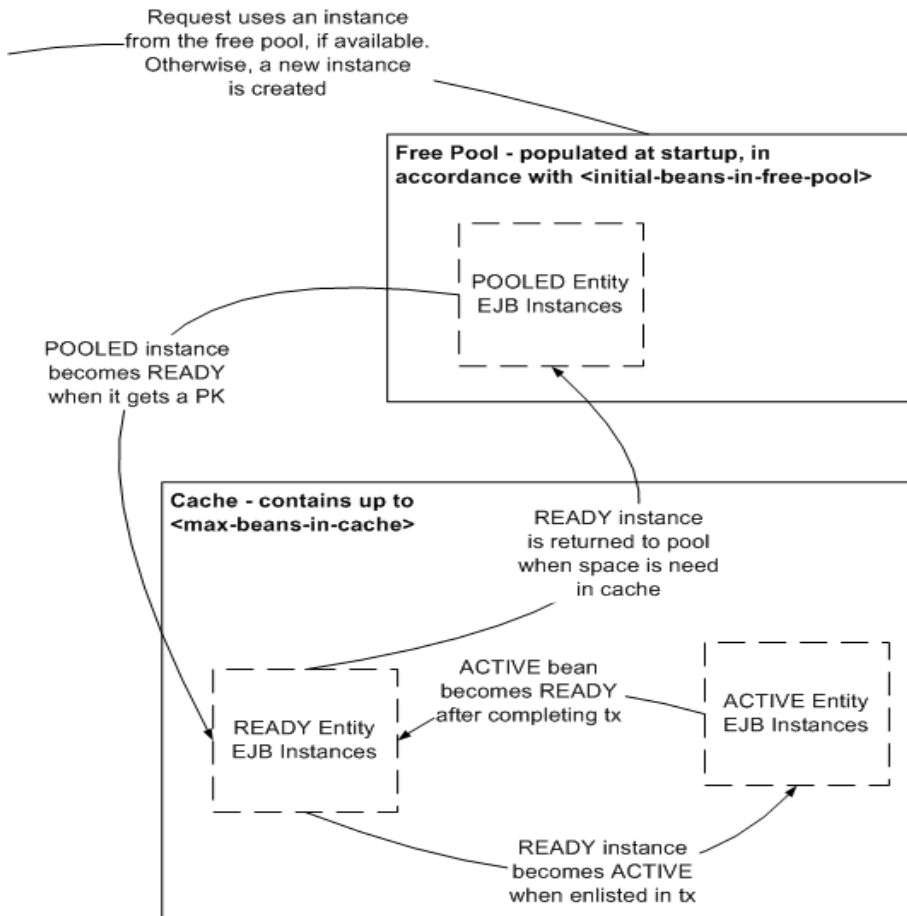 Request uses an instance
from the free pool, if available.
Otherwise, a new instance
is created
Free Pool - populated at startup, in
accordance with <initial-beans-in-free-pool>
POOLED Entity
EJB Instances
POOLED instance
becomes READY
when it gets a PK
Cache - contains up to
<max-beans-in-cache>
READY instance
is returned to pool
when space is need
in cache
ACTIVE bean
becomes READY
after completing tx
READY Entity
EJB Instances
ACTIVE Entity
EJB Instances
READY instance
becomes ACTIVE
when enlisted in tx